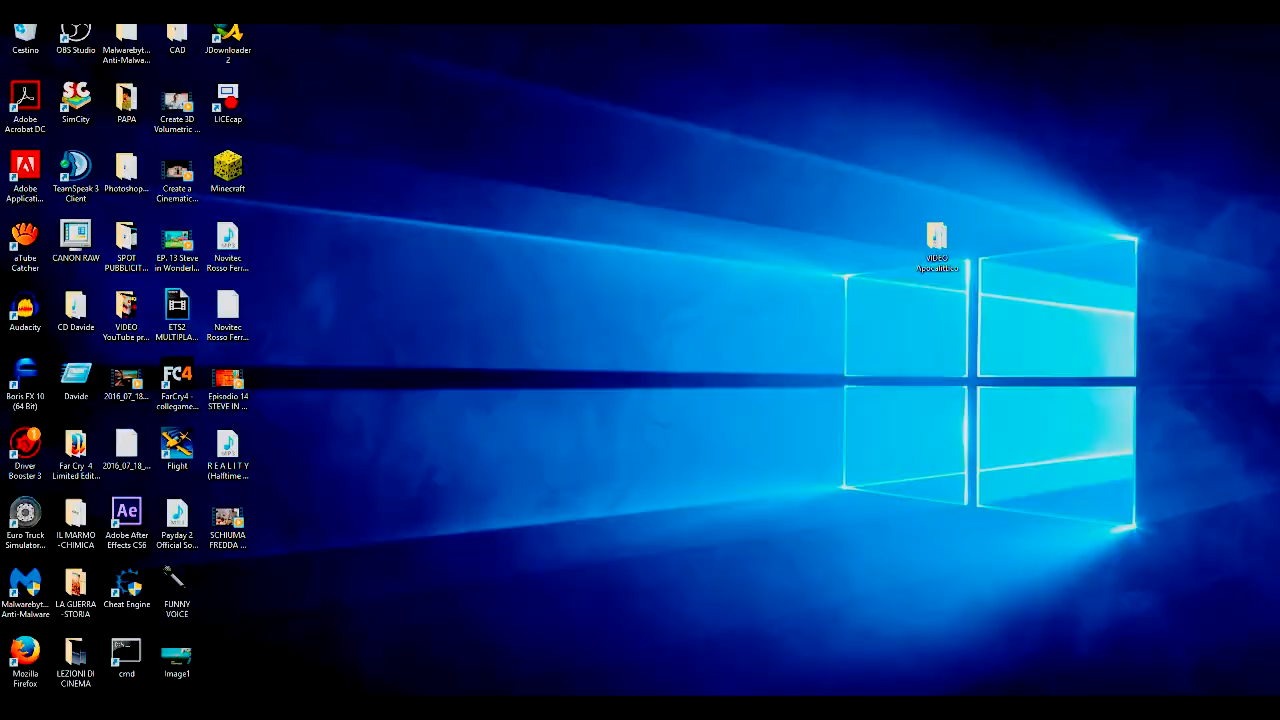 Cestino
OBS Studio
Malwarebyt...
Anti-Malwa...
CAD
JDownloader
2
Adobe
Acrobat DC
SimCity
PAPA
Create 3D
Volumetric ...
LICEcap
Adobe
Applicati...
TeamSpeak 3
Client
Photoshop...
Create a
Cinematic...
Minecraft
aTube
Catcher
CANON RAW
SPOT
PUBBLICIT...
EP. 13 Steve
in Wonderl...
Novitec
Rosso Ferr...
VIDEO
Apocalittico
Audacity
CD Davide
VIDEO
YouTube pr...
ETS2
MULTIPLA...
Novitec
Rosso Ferr...
Boris FX 10
(64 Bit)
Davide
2016_07_18...
FC4
FarCry4 -
collegame...
Episodio 14
STEVE IN ...
Driver
Booster 3
Far Cry 4
Limited Edit...
2016_07_18_...
Flight
R E A L I T Y
(Halftime ...
Euro Truck
Simulator...
IL MARMO
-CHIMICA
Ae
Adobe After
Effects CS6
Payday 2
Official So...
SCHIUMA
FREDDA ...
Malwarebyt...
Anti-Malware
LA GUERRA
-STORIA
Cheat Engine
FUNNY
VOICE
Mozilla
Firefox
LEZIONI DI
CINEMA
cmd
Image1